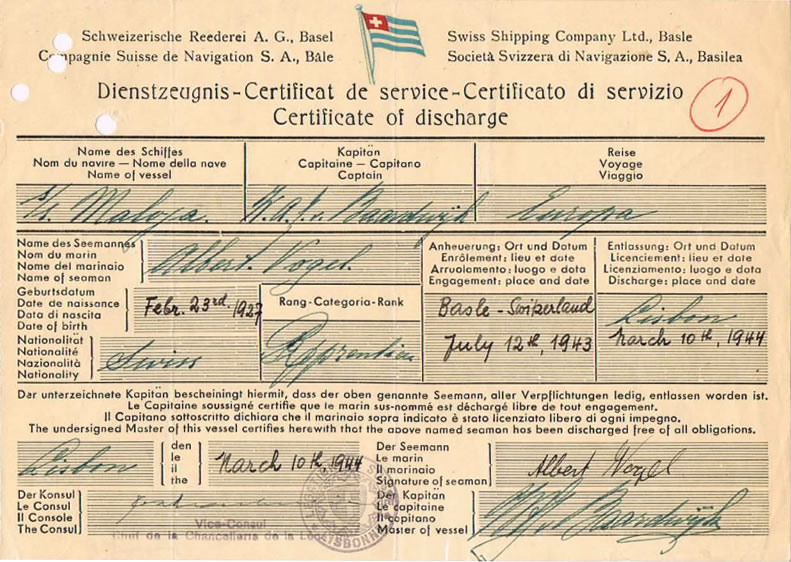 Schweizerische Reederei A. G., Basel
Compagnie Suisse de Navigation S. A., Bâle
Swiss Shipping Company Ltd., Basle
Società Svizzera di Navigazione S. A., Basilea
Dienstzeugnis-Certificat de service-Certificato di servizio
Certificate of discharge
1
Name des Schiffes
Nom du navire — Nome della nave
Name of vessel
S/S. Maloja.
Kapitän
Capitaine - Capitano
Captain
Baardwijk
Reise
Voyage
Viaggio
Europa
Name des Seemannes
Nom du marin
Nome del marinaio
Name of seaman
Albert. Vogel.
Geburtsdatum
Date de naissance
Data di nascita
Date of birth
Febr. 23rd. 1927
Nationalität
Nationalité
Nazionalità
Nationality
Swiss
Rang-Categoria-Rank
Apprentice
Anheuerung: Ort und Datum
Enrôlement: lieu et date
Arruolamento: luogo e data
Engagement: place and date
Basle-Switzerland
July 12th, 1943
Entlassung: Ort und Datum
Licenciement: lieu et date
Licenziamento: luogo e data
Discharge: place and date
Lisbon
March 10th, 1944
Der unterzeichnete Kapitän bescheiningt hiermit, dass der oben genannte Seemann, aller Verpflichtungen ledig, entlassen worden ist.
Le Capitaine soussigné certifie que le marin sus-nommé est déchargé libre de tout engagement.
Il Capitano sottoscritto dichiara che il marinaio sopra indicato è stato licenziato libero di ogni impegno.
The undersigned Master of this vessel certifies herewith that the above named seaman has been discharged free of all obligations.
Lisbon
den
le
il
the
March 10th, 1944
Der Seemann
Le marin
Il marinaio
Signature of seaman
Albert Vogel
Der Konsul
Le Consul
Il Console
The Consul
Vice-Consul
Chef de la Chancellerie de la
LISBONNE
Der Kapitän
Le capitaine
Il capitano
Master of vessel
Baardwijk